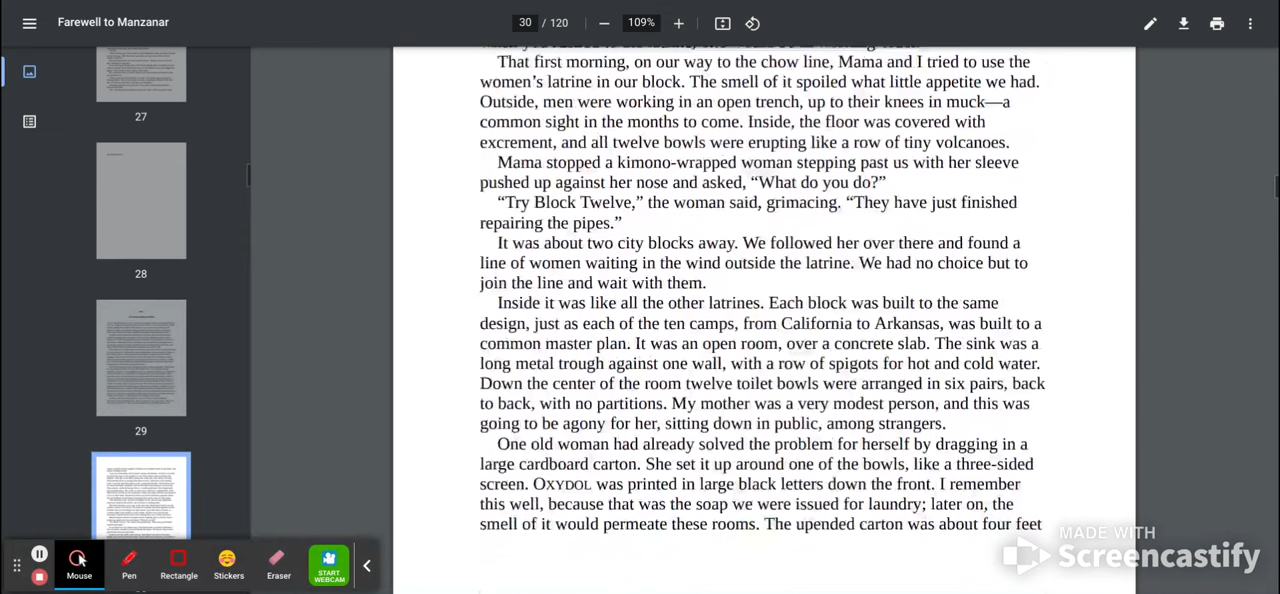 Farewell to Manzanar
30 / 120
109%
That first morning, on our way to the chow line, Mama and I tried to use the
women's latrine in our block. The smell of it spoiled what little appetite we had.
Outside, men were working in an open trench, up to their knees in muck—a
common sight in the months to come. Inside, the floor was covered with
excrement, and all twelve bowls were erupting like a row of tiny volcanoes.
Mama stopped a kimono-wrapped woman stepping past us with her sleeve
pushed up against her nose and asked, “What do you do?”
“Try Block Twelve,” the woman said, grimacing. “They have just finished
repairing the pipes.”
It was about two city blocks away. We followed her over there and found a
line of women waiting in the wind outside the latrine. We had no choice but to
join the line and wait with them.
Inside it was like all the other latrines. Each block was built to the same
design, just as each of the ten camps, from California to Arkansas, was built to a
common master plan. It was an open room, over a concrete slab. The sink was a
long metal trough against one wall, with a row of spigots for hot and cold water.
Down the center of the room twelve toilet bowls were arranged in six pairs, back
to back, with no partitions. My mother was a very modest person, and this was
going to be agony for her, sitting down in public, among strangers.
One old woman had already solved the problem for herself by dragging in a
large cardboard carton. She set it up around one of the bowls, like a three-sided
screen. OXYDOL was printed in large black letters down the front. I remember
this well, because that was the soap we were issued for laundry; later on, the
smell of it would permeate these rooms. The upended carton was about four feet
27
28
29
Mouse
Pen
Rectangle
Stickers
Eraser
START
WEBCAM
MADE WITH
Screencastify